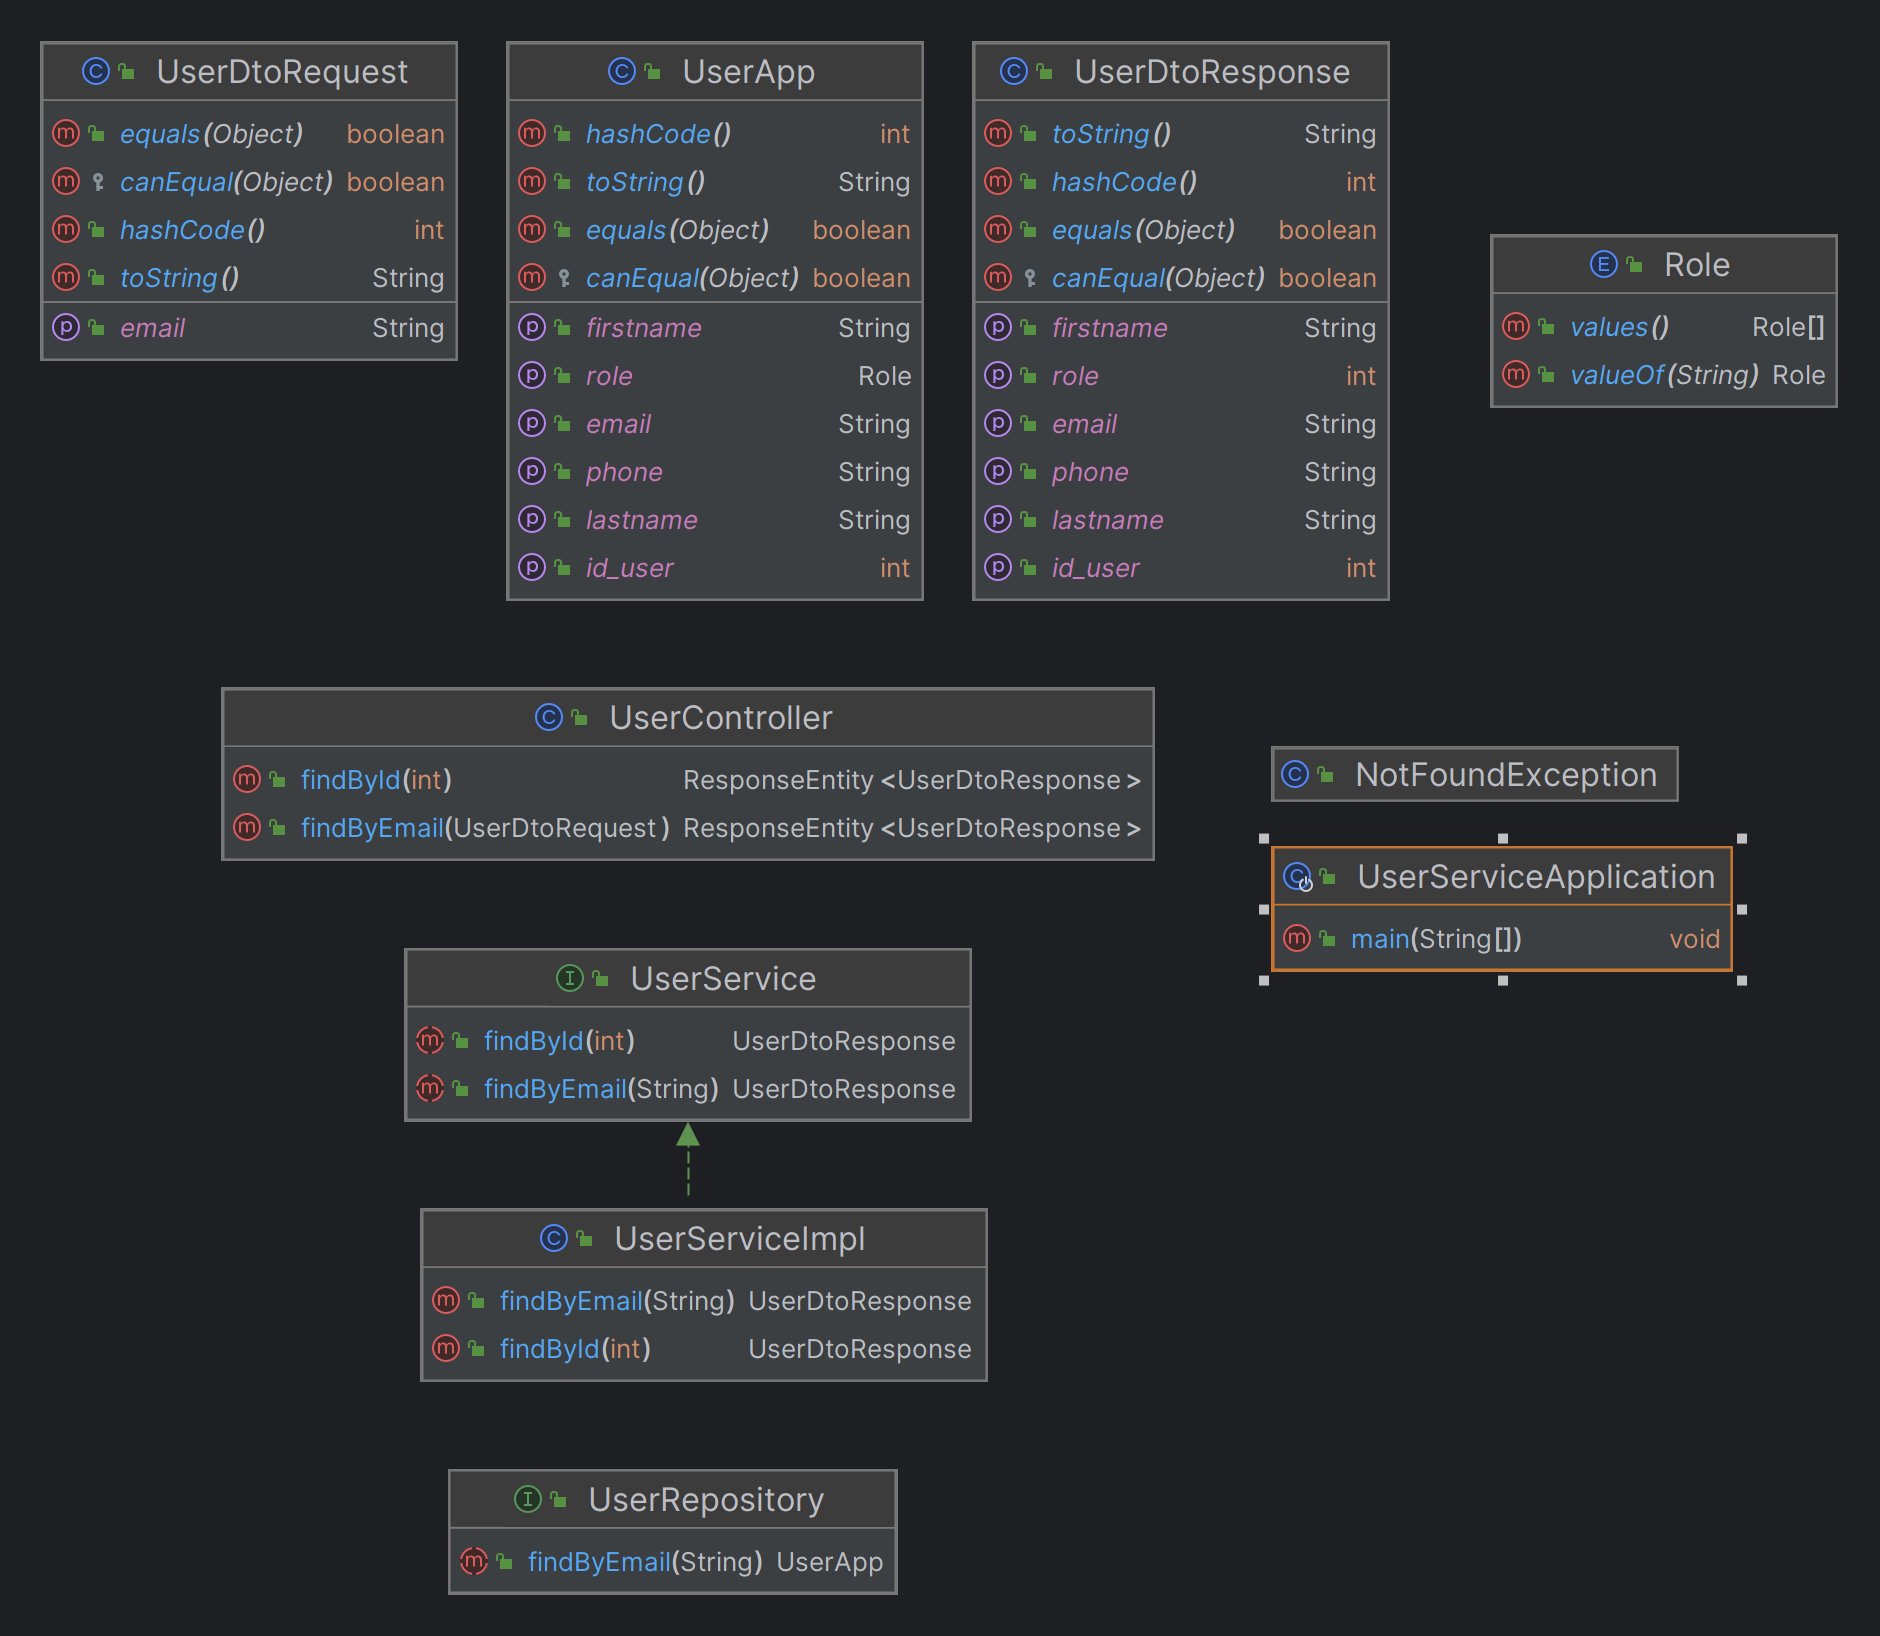 UserDtoRequest
equals(Object) boolean
canEqual(Object) boolean
hashCode() int
toString() String
email String
UserApp
hashCode() int
toString() String
equals(Object) boolean
canEqual(Object) boolean
firstname String
role Role
email String
phone String
lastname String
id_user int
UserDtoResponse
toString() String
hashCode() int
equals(Object) boolean
canEqual(Object) boolean
firstname String
role int
email String
phone String
lastname String
id_user int
Role
values() Role[]
valueOf(String) Role
UserController
findById(int) ResponseEntity<UserDtoResponse>
findByEmail(UserDtoRequest) ResponseEntity<UserDtoResponse>
NotFoundException
UserServiceApplication
main(String[]) void
UserService
findById(int) UserDtoResponse
findByEmail(String) UserDtoResponse
UserServiceImpl
findByEmail(String) UserDtoResponse
findById(int) UserDtoResponse
UserRepository
findByEmail(String) UserApp